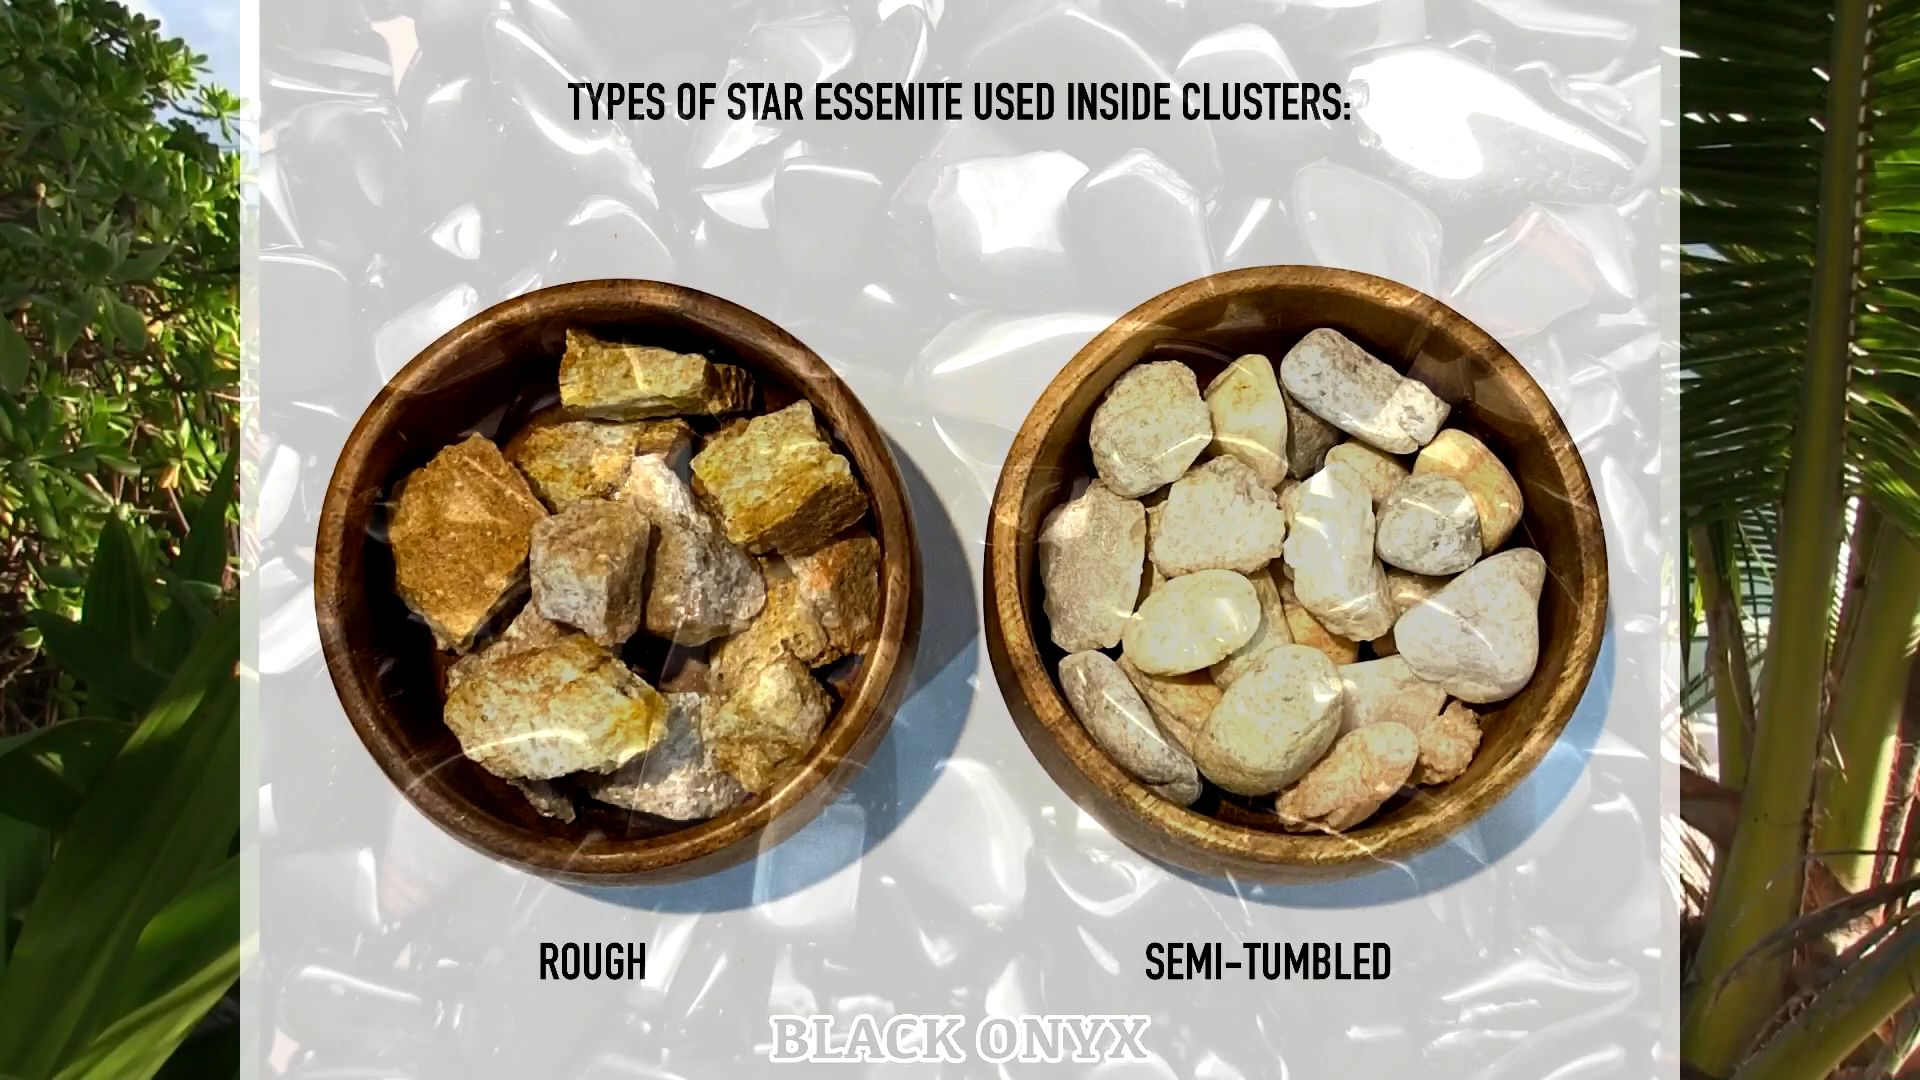 TYPES OF STAR ESSENITE USED INSIDE CLUSTERS:
ROUGH
SEMI-TUMBLED
BLACK ONYX